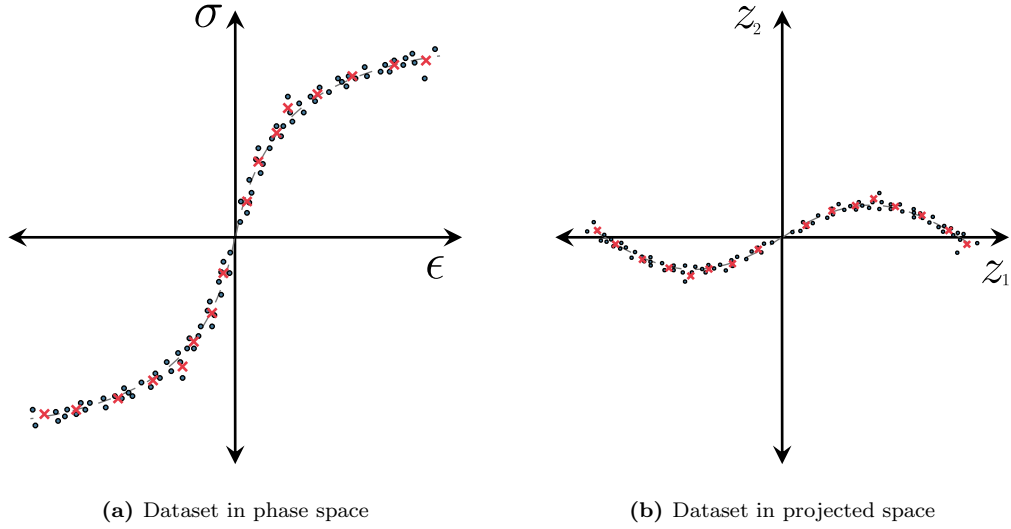 σ
z₂
ϵ
z₁
(a) Dataset in phase space
(b) Dataset in projected space